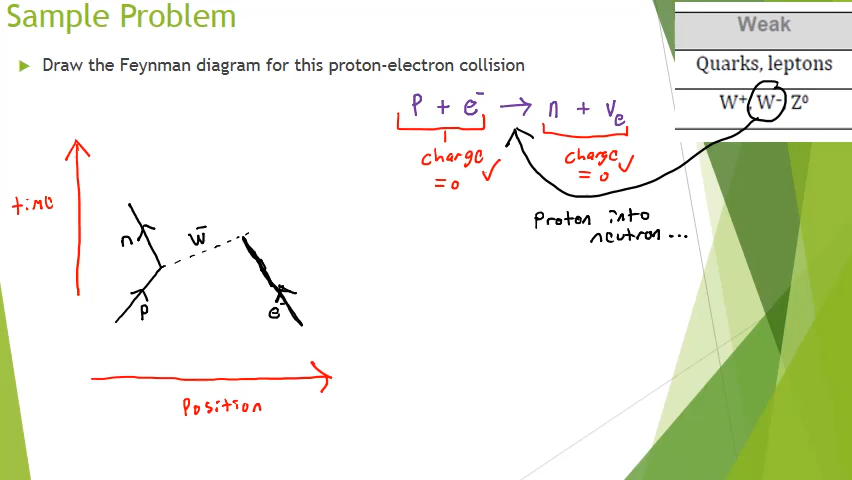 Sample Problem
Draw the Feynman diagram for this proton-electron collision
Weak
Quarks, leptons
W⁺, W⁻, Z⁰
p + e⁻ → n + νₑ
charge
= 0 ✓
charge
= 0 ✓
Proton into
neutron ...
time
n
W⁻
p
e⁻
Position